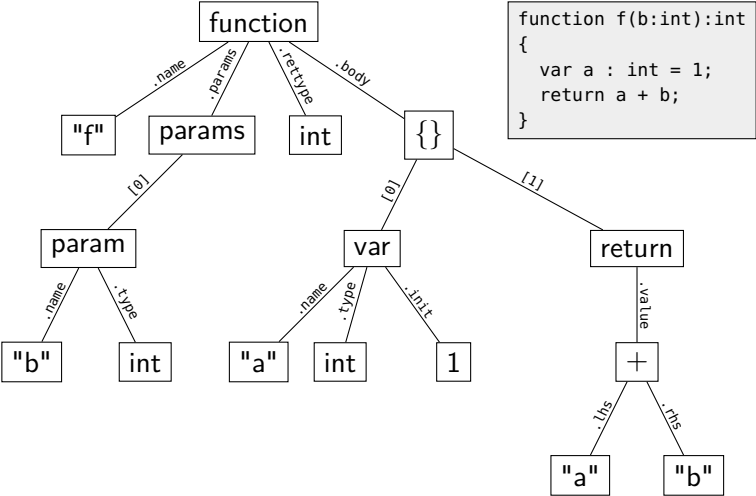 function
function f(b:int):int
{
  var a : int = 1;
  return a + b;
}
.name
.params
.rettype
.body
"f"
params
int
{}
[0]
[0]
[1]
param
var
return
.name
.type
.name
.type
.init
.value
"b"
int
"a"
int
1
+
.lhs
.rhs
"a"
"b"